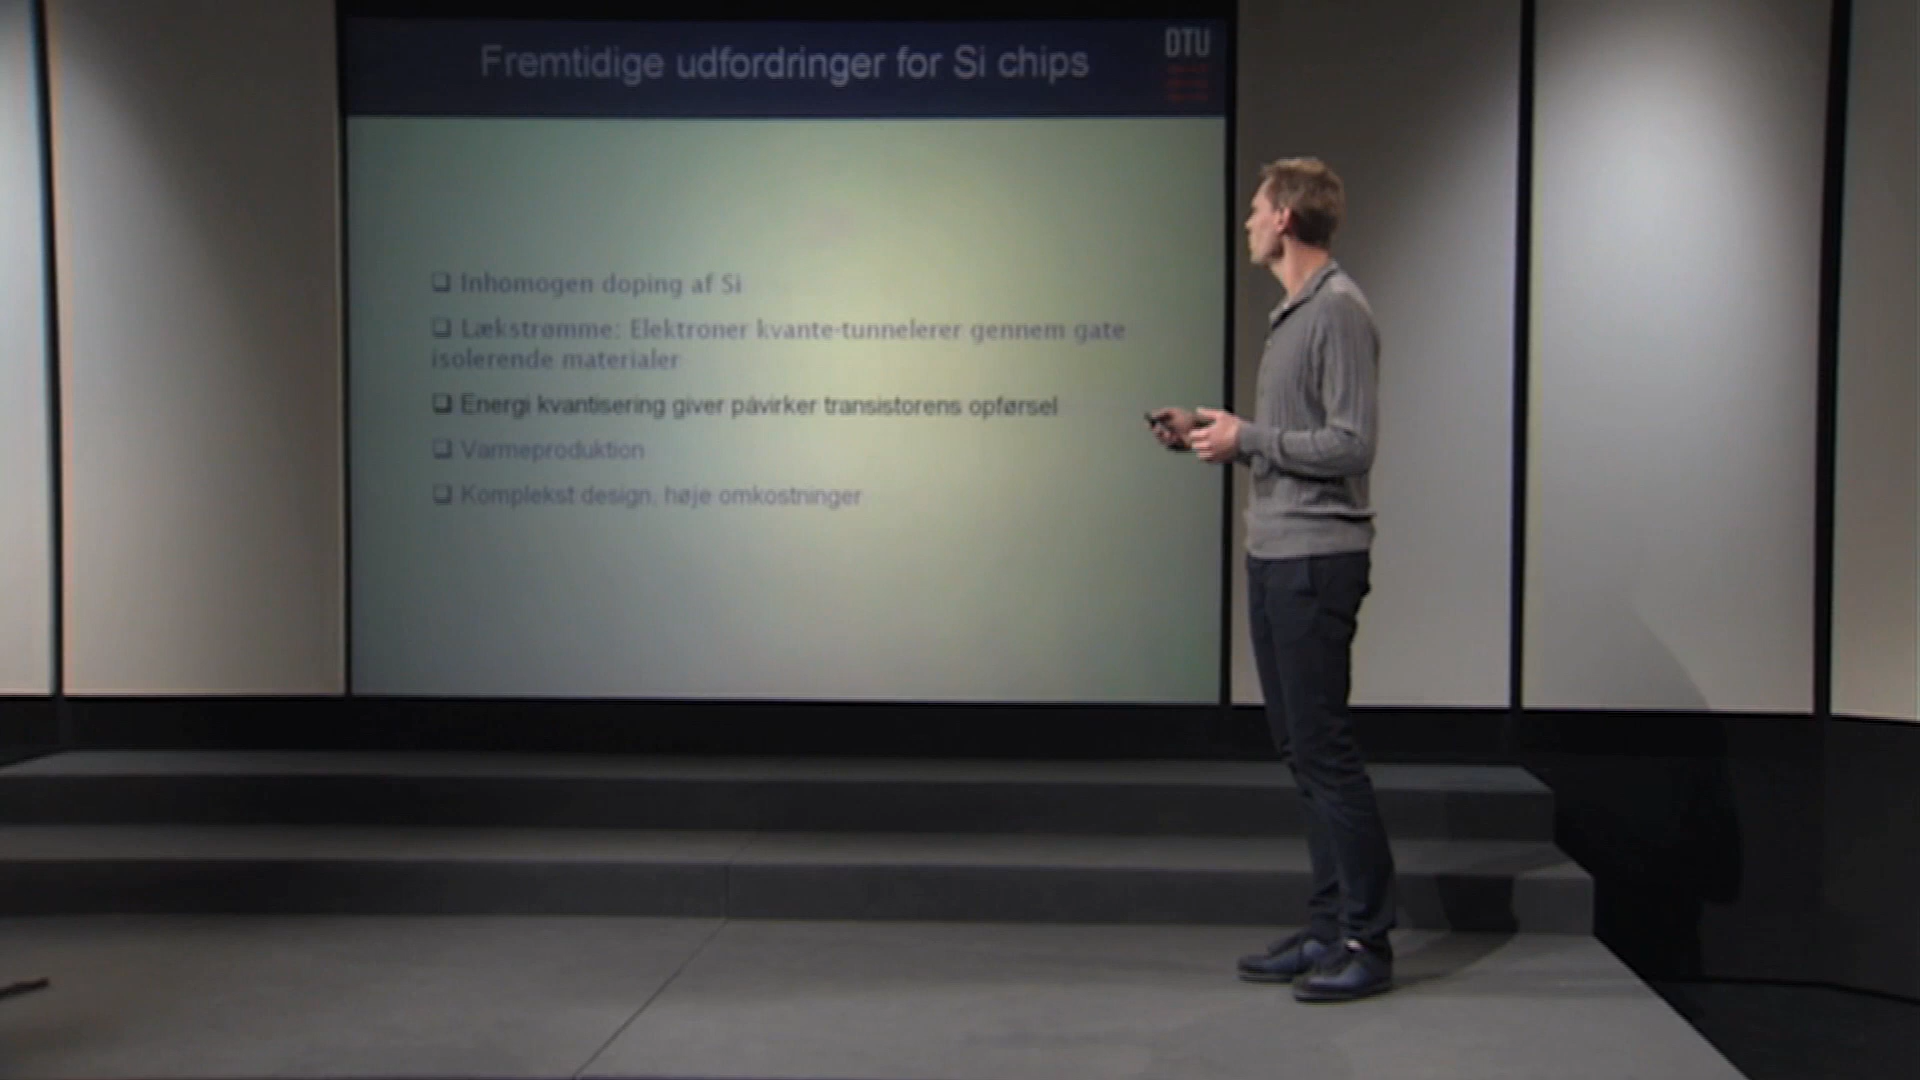 Fremtidige udfordringer for Si chips
DTU
❑ Inhomogen doping af Si
❑ Lækstrømme: Elektroner kvante-tunnelerer gennem gate
isolerende materialer
❑ Energi kvantisering giver påvirker transistorens opførsel
❑ Varmeproduktion
❑ Komplekst design, høje omkostninger